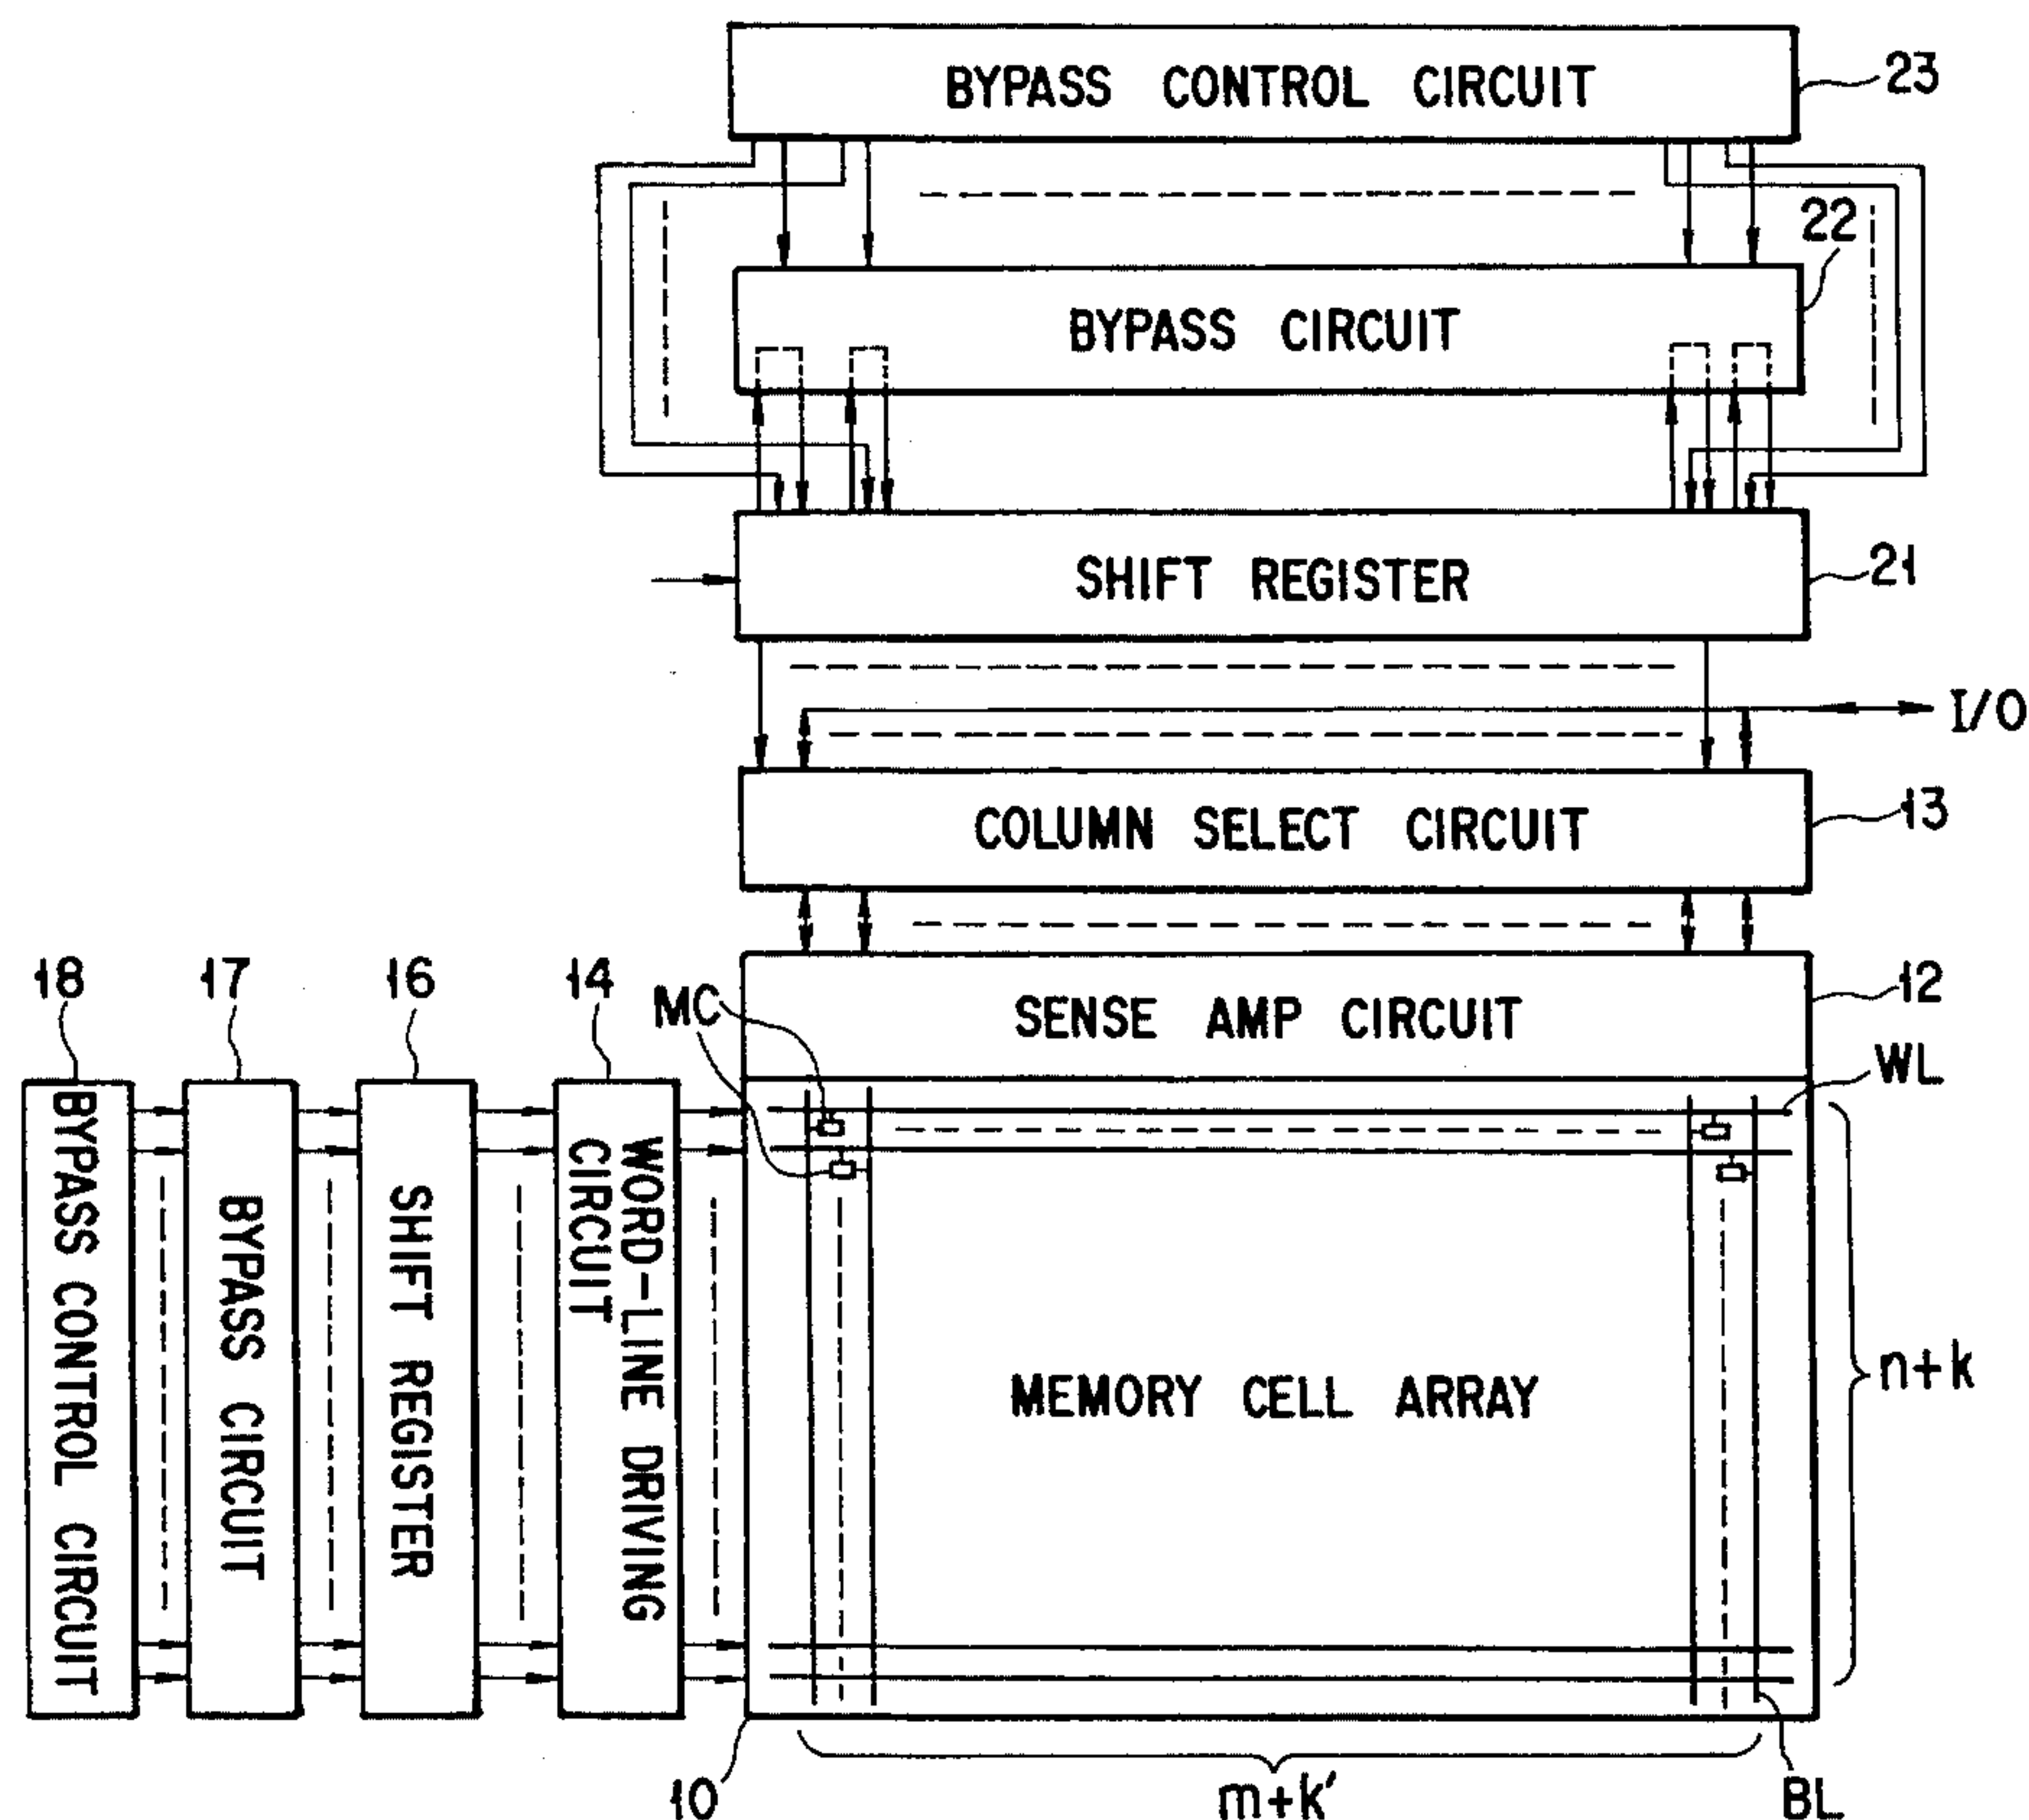 BYPASS CONTROL CIRCUIT
23
22
BYPASS CIRCUIT
SHIFT REGISTER
21
I/O
COLUMN SELECT CIRCUIT
13
18
17
16
14
MC
SENSE AMP CIRCUIT
12
WL
BYPASS CONTROL CIRCUIT
BYPASS CIRCUIT
SHIFT REGISTER
WORD-LINE DRIVING
CIRCUIT
MEMORY CELL ARRAY
n+k
10
m+k'
BL